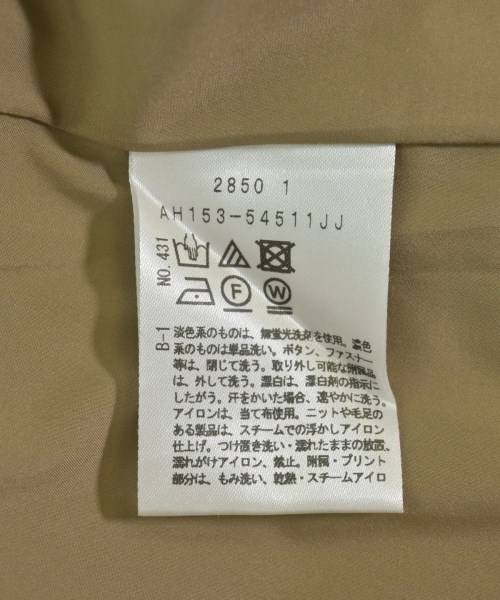 2850 1
AH153-54511JJ
NO.431
F
W
B-1
淡色系のものは、無蛍光洗剤を使用。濃色
系のものは単品洗い。ボタン、ファスナー
等は、閉じて洗う。取り外し可能な附属品
は、外して洗う。漂白は、漂白剤の指示に
したがう。汗をかいた場合、速やかに洗う。
アイロンは、当て布使用。ニットや毛足の
ある製品は、スチームでの浮かしアイロン
仕上げ。つけ置き洗い・濡れたままの放置、
濡れがけアイロン、禁止。附属・プリント
部分は、もみ洗い、乾熱・スチームアイロ